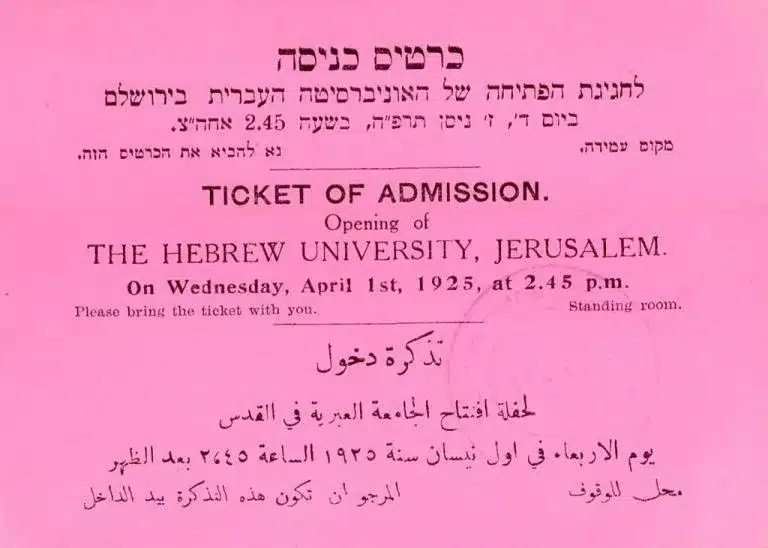 כרטיס כניסה
לחגיגת הפתיחה של האוניברסיטה העברית בירושלם
ביום ד', ז' ניסן תרפ"ה, בשעה 2.45 אחה"צ.
מקום עמידה. נא להביא את הכרטיס הזה.
TICKET OF ADMISSION.
Opening of
THE HEBREW UNIVERSITY, JERUSALEM.
On Wednesday, April 1st, 1925, at 2.45 p.m.
Please bring the ticket with you. Standing room.
تذكرة دخول
لحفلة افتتاح الجامعة العبرية في القدس
يوم الاربعاء في اول نيسان سنة ١٩٢٥ الساعة ٢،٤٥ بعد الظهر
محل للوقوف المرجو ان تكون هذه التذكرة بيد الداخل